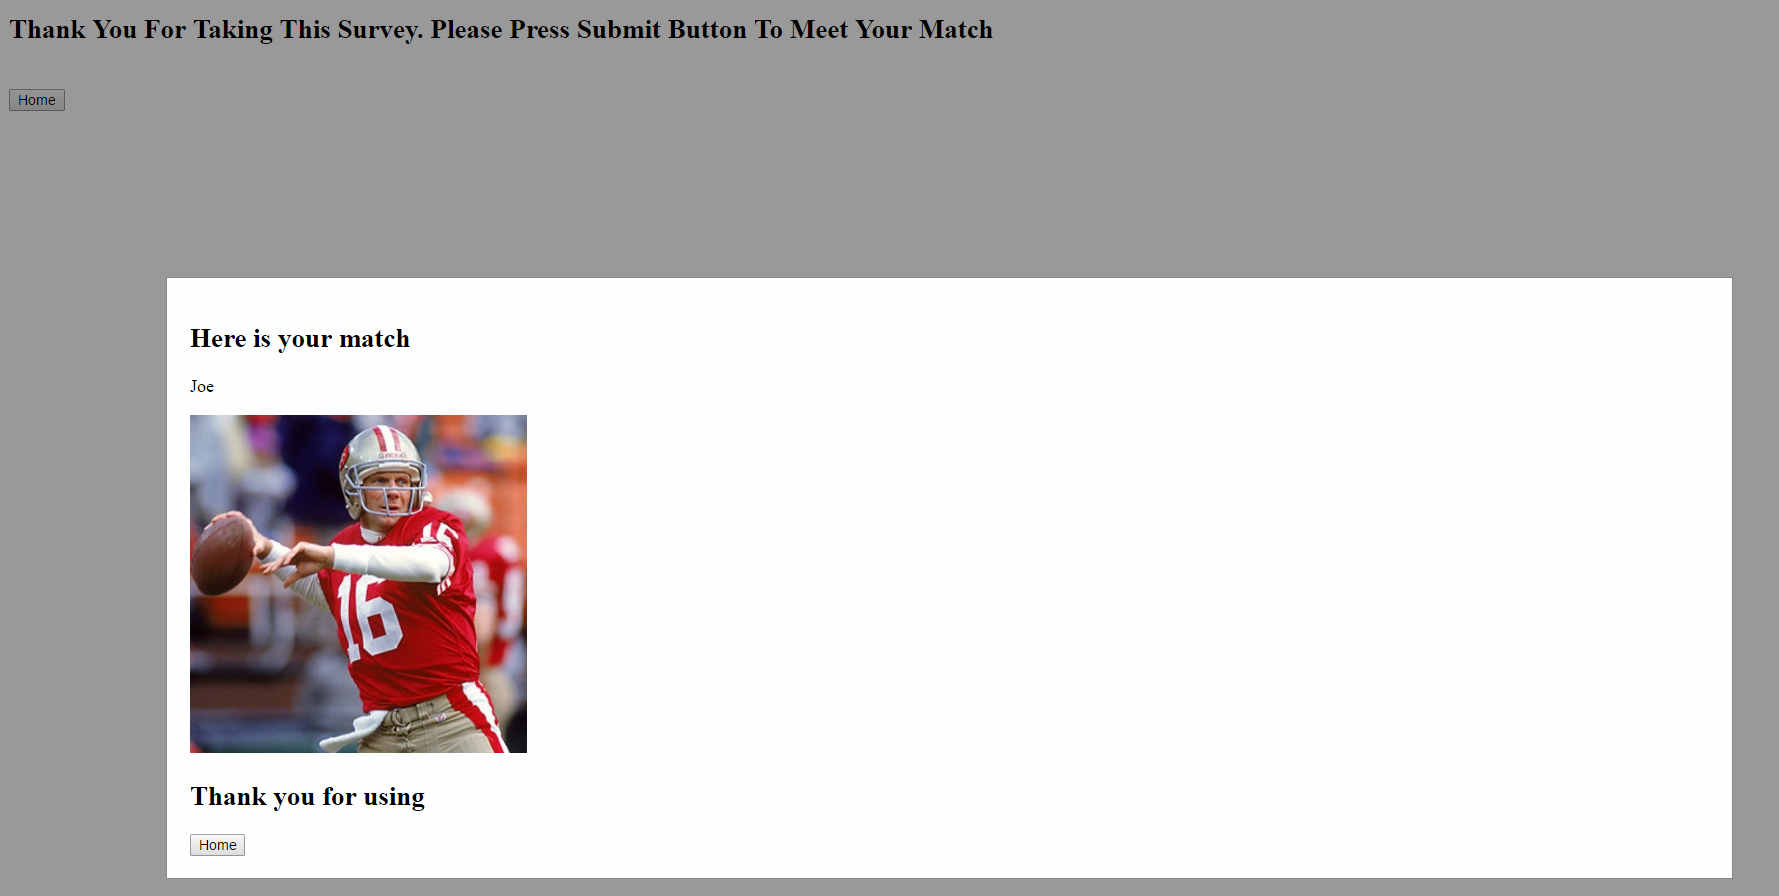 Thank You For Taking This Survey. Please Press Submit Button To Meet Your Match
Home
Here is your match
Joe
16
16
Thank you for using
Home